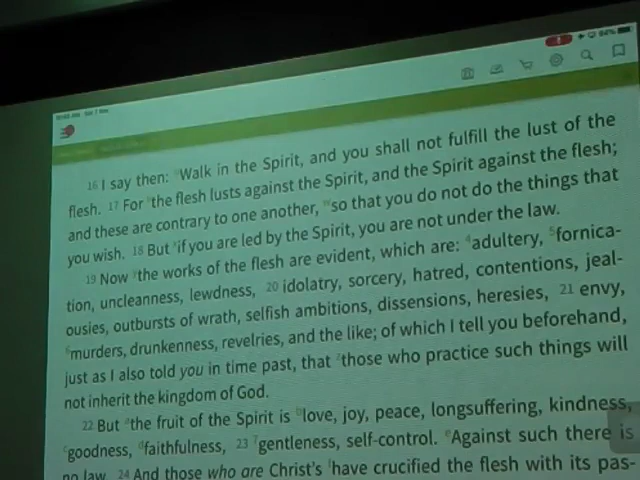 84%
16 I say then: Walk in the Spirit, and you shall not fulfill the lust of the
flesh. 17 For the flesh lusts against the Spirit, and the Spirit against the flesh;
and these are contrary to one another, so that you do not do the things that
you wish. 18 But if you are led by the Spirit, you are not under the law.
19 Now the works of the flesh are evident, which are: adultery, fornica-
tion, uncleanness, lewdness, 20 idolatry, sorcery, hatred, contentions, jeal-
ousies, outbursts of wrath, selfish ambitions, dissensions, heresies, 21 envy,
murders, drunkenness, revelries, and the like; of which I tell you beforehand,
just as I also told you in time past, that those who practice such things will
not inherit the kingdom of God.
22 But the fruit of the Spirit is love, joy, peace, longsuffering, kindness,
goodness, faithfulness, 23 gentleness, self-control. Against such there is
no law. 24 And those who are Christ's have crucified the flesh with its pas-